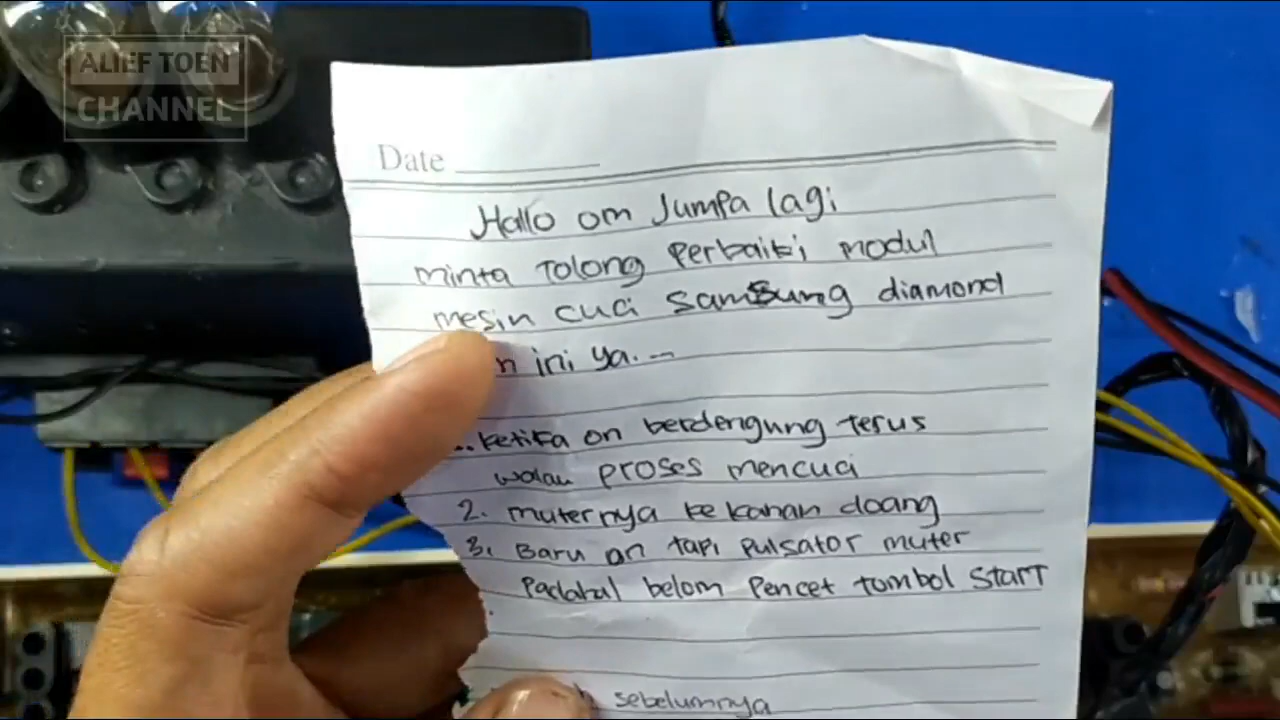 ALIEF TOEN
CHANNEL
Date
Hallo om Jumpa lagi
minta Tolong Perbaiki modul
mesin cuci Samsung diamond
ini ya...
ketika on berdengung terus
walau proses mencuci
2. muternya ke kanan doang
3. Baru on tapi Pulsator muter
Padahal belom Pencet tombol START
sebelumnya